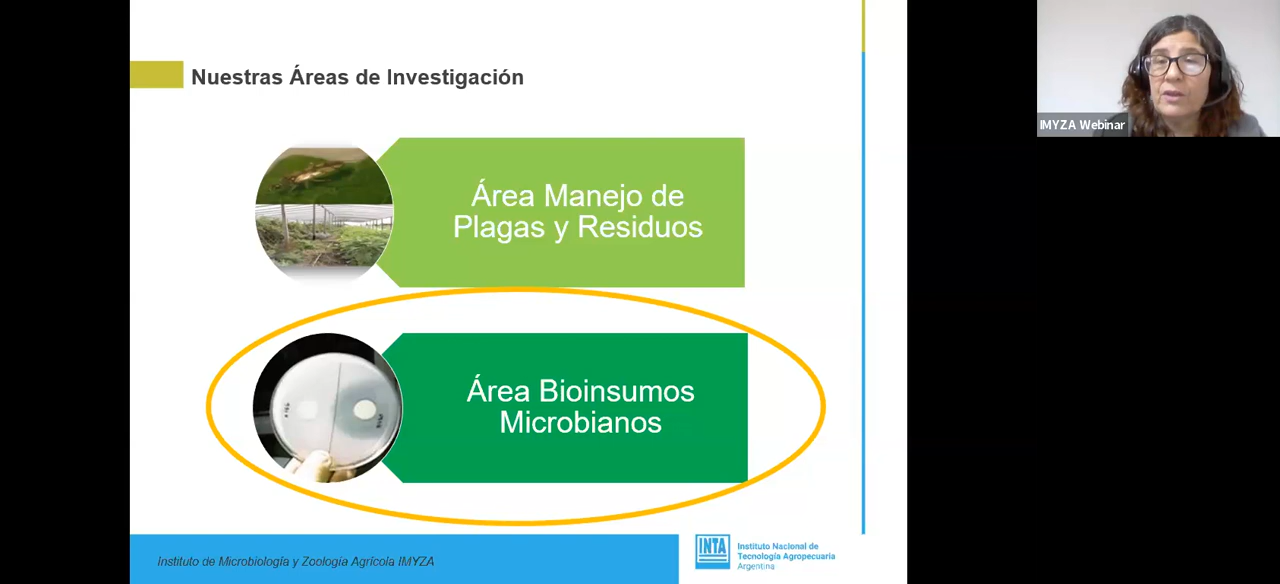 Nuestras Áreas de Investigación
IMYZA Webinar
Área Manejo de
Plagas y Residuos
Área Bioinsumos
Microbianos
Instituto de Microbiología y Zoología Agrícola IMYZA
INTA
Instituto Nacional de
Tecnología Agropecuaria
Argentina